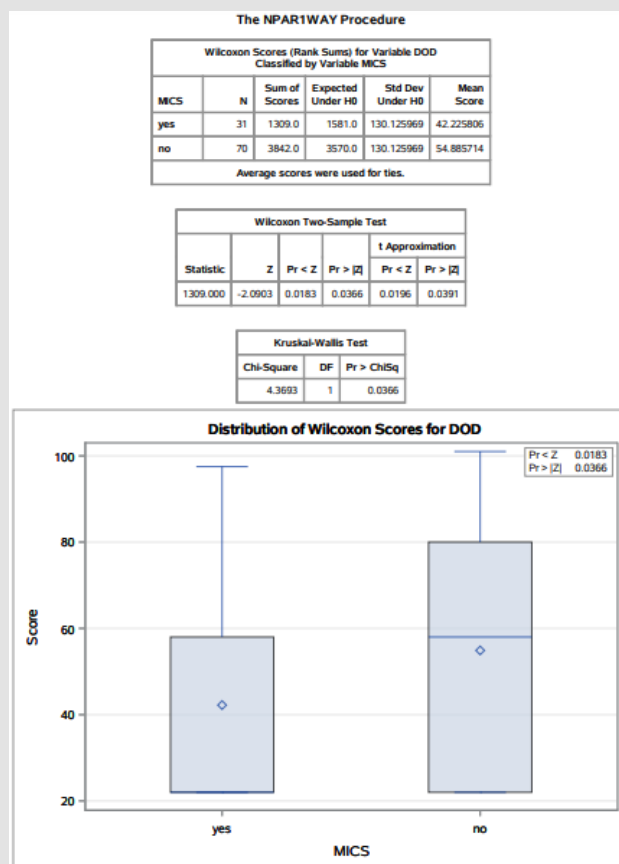 The NPAR1WAY Procedure
Wilcoxon Scores (Rank Sums) for Variable DOD
Classified by Variable MICS
MICS N Sum of Scores Expected Under H0 Std Dev Under H0 Mean Score
yes 31 1309.0 1581.0 130.125969 42.225806
no 70 3842.0 3570.0 130.125969 54.885714
Average scores were used for ties.
Wilcoxon Two-Sample Test
t Approximation
Statistic Z Pr < Z Pr > |Z| Pr < Z Pr > |Z|
1309.000 -2.0903 0.0183 0.0366 0.0196 0.0391
Kruskal-Wallis Test
Chi-Square DF Pr > ChiSq
4.3693 1 0.0366
Distribution of Wilcoxon Scores for DOD
Pr < Z 0.0183
Pr > |Z| 0.0366
100
80
60
40
20
Score
yes no
MICS